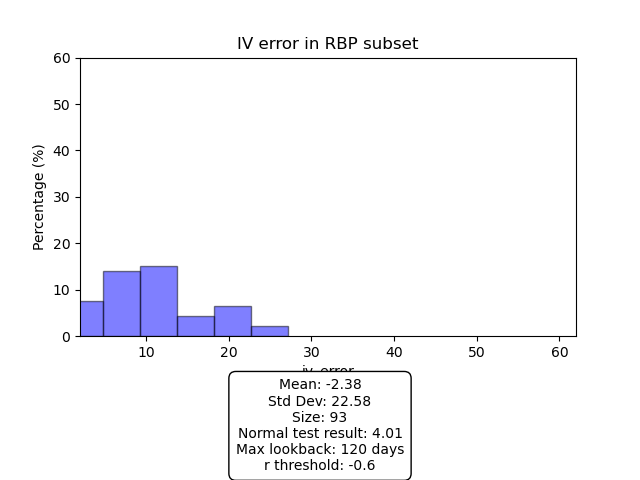 IV error in RBP subset
60
50
40
30
20
10
0
Percentage (%)
10 20 30 40 50 60
iv_error
Mean: -2.38
Std Dev: 22.58
Size: 93
Normal test result: 4.01
Max lookback: 120 days
r threshold: -0.6